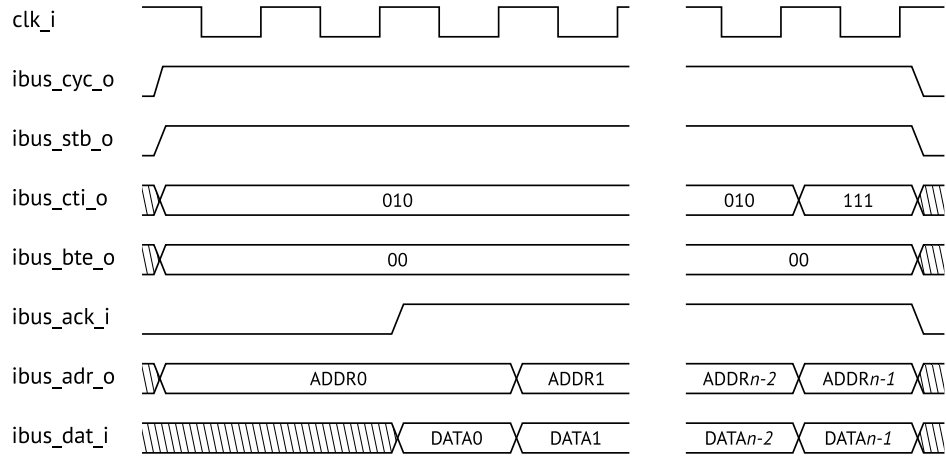 clk_i
ibus_cyc_o
ibus_stb_o
ibus_cti_o 010 010 111
ibus_bte_o 00 00
ibus_ack_i
ibus_adr_o ADDR0 ADDR1 ADDRn-2 ADDRn-1
ibus_dat_i DATA0 DATA1 DATAn-2 DATAn-1